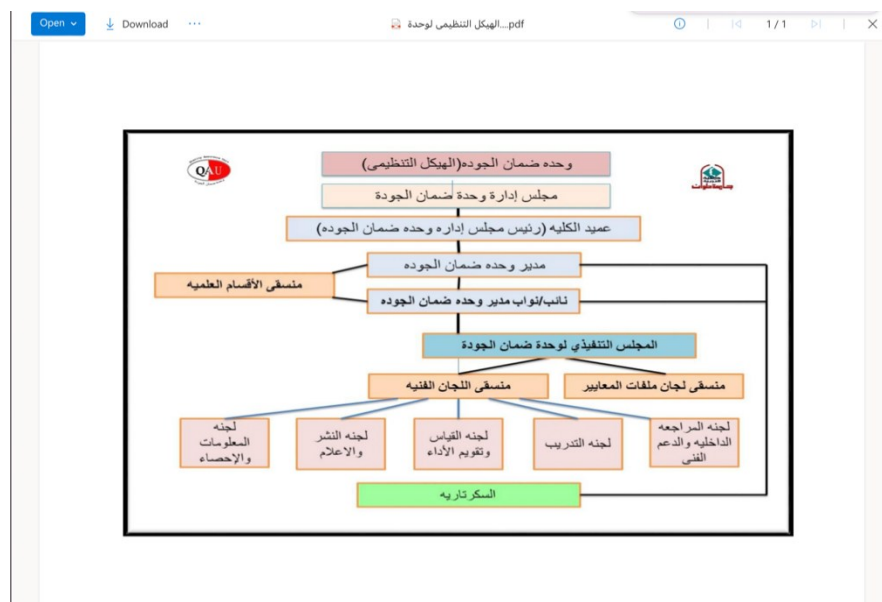 Open
Download
...
الهيكل التنظيمى لوحدة....pdf
1 / 1
وحده ضمان الجوده(الهيكل التنظيمى)
QAU
مجلس إدارة وحدة ضمان الجودة
عميد الكليه (رئيس مجلس إداره وحده ضمان الجوده)
مدير وحده ضمان الجوده
منسقى الأقسام العلميه
نائب/نواب مدير وحده ضمان الجوده
المجلس التنفيذي لوحدة ضمان الجودة
منسقى لجان ملفات المعايير
منسقى اللجان الفنيه
لجنه المراجعه
الداخليه والدعم
الفنى
لجنه التدريب
لجنه القياس
وتقويم الأداء
لجنه النشر
والاعلام
لجنه
المعلومات
والإحصاء
السكرتاريه